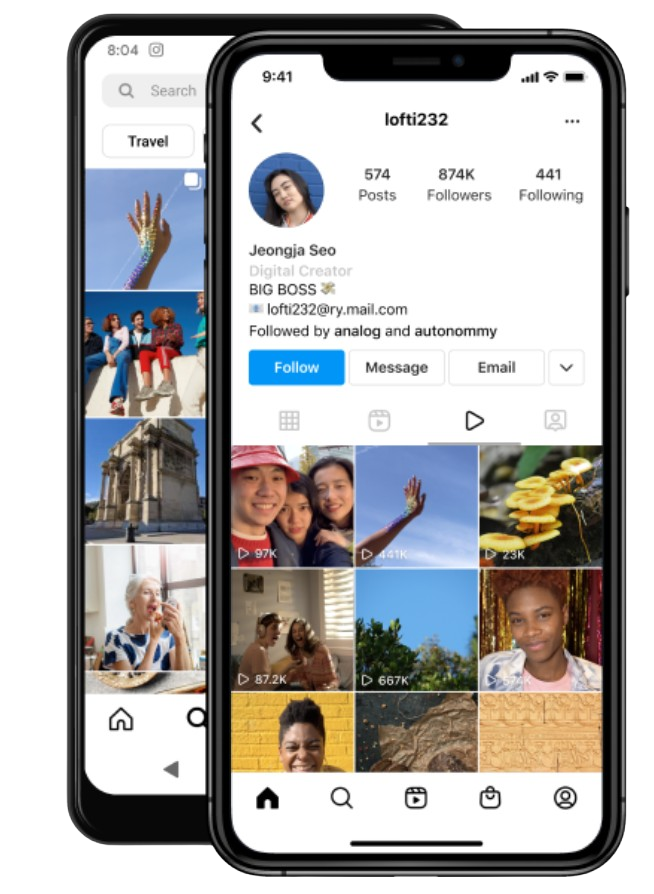 8:04
Search
Travel
9:41
lofti232
574 874K 441
Posts Followers Following
Jeongja Seo
Digital Creator
BIG BOSS 💸
📧 lofti232@ry.mail.com
Followed by analog and autonommy
Follow Message Email
97K 441K 23K
87.2K 667K